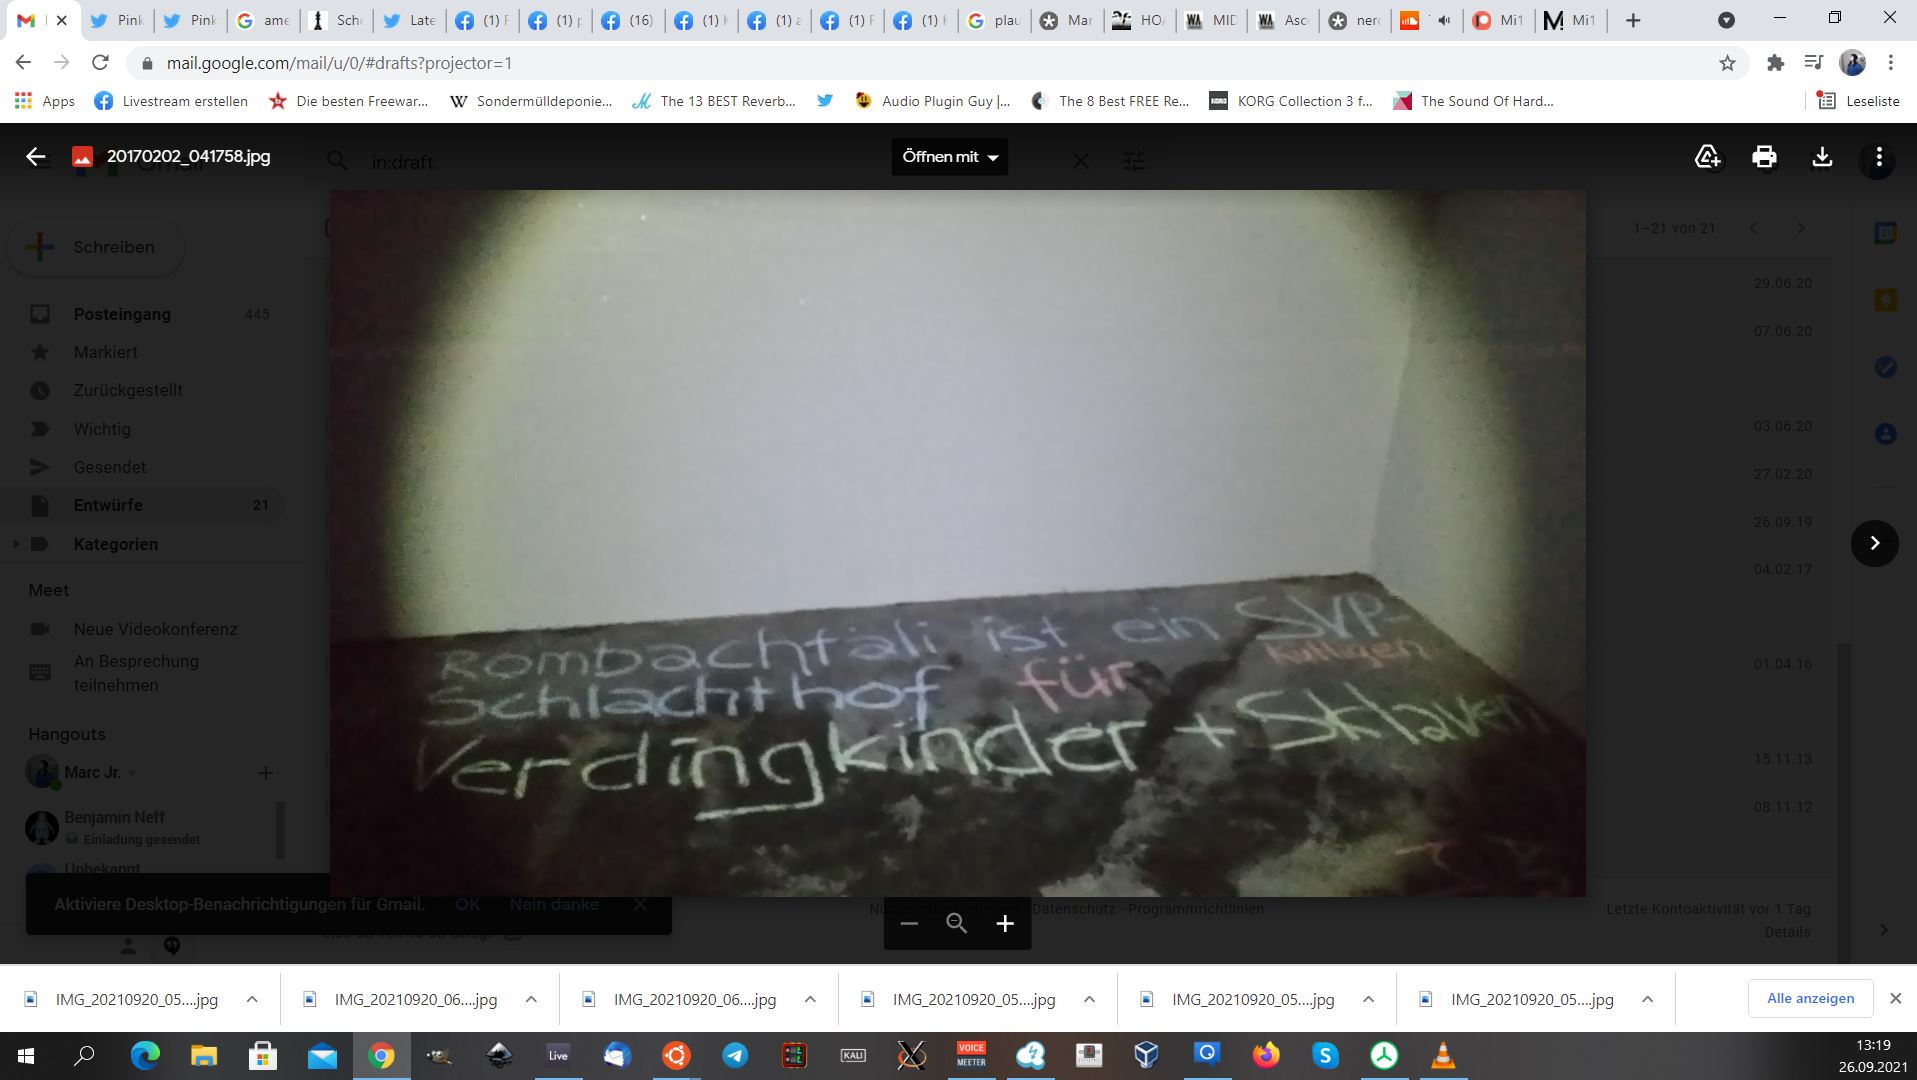 Pink
Pink
ame
Sch
Late
(1) F
(1) p
(16)
(1) K
(1) a
(1) F
(1) K
plau
Mar
HO
MID
Asc
nerd
Mi1
Mi1
mail.google.com/mail/u/0/#drafts?projector=1
Apps
Livestream erstellen
Die besten Freewar...
Sondermülldeponie...
The 13 BEST Reverb...
Audio Plugin Guy |...
The 8 Best FREE Re...
KORG Collection 3 f...
The Sound Of Hard...
Leseliste
20170202_041758.jpg
in:draft
Öffnen mit
Schreiben
1–21 von 21
Posteingang 445
Markiert
Zurückgestellt
Wichtig
Gesendet
Entwürfe 21
Kategorien
Meet
Neue Videokonferenz
An Besprechung
teilnehmen
Hangouts
Marc Jr.
Benjamin Neff
Einladung gesendet
Unbekannt
29.06.20
07.06.20
03.06.20
27.02.20
26.09.19
04.02.17
01.04.16
15.11.13
08.11.12
Rombachtäli ist ein SVP-
Küttigen
Schlachthof für
Verdingkinder + Sklaven
Aktiviere Desktop-Benachrichtigungen für Gmail. OK Nein danke
Datenschutz · Programmrichtlinien
Letzte Kontoaktivität vor 1 Tag
Details
IMG_20210920_05....jpg
IMG_20210920_06....jpg
IMG_20210920_06....jpg
IMG_20210920_05....jpg
IMG_20210920_05....jpg
IMG_20210920_05....jpg
Alle anzeigen
Live
KALI
VOICE
MEETER
13:19
26.09.2021